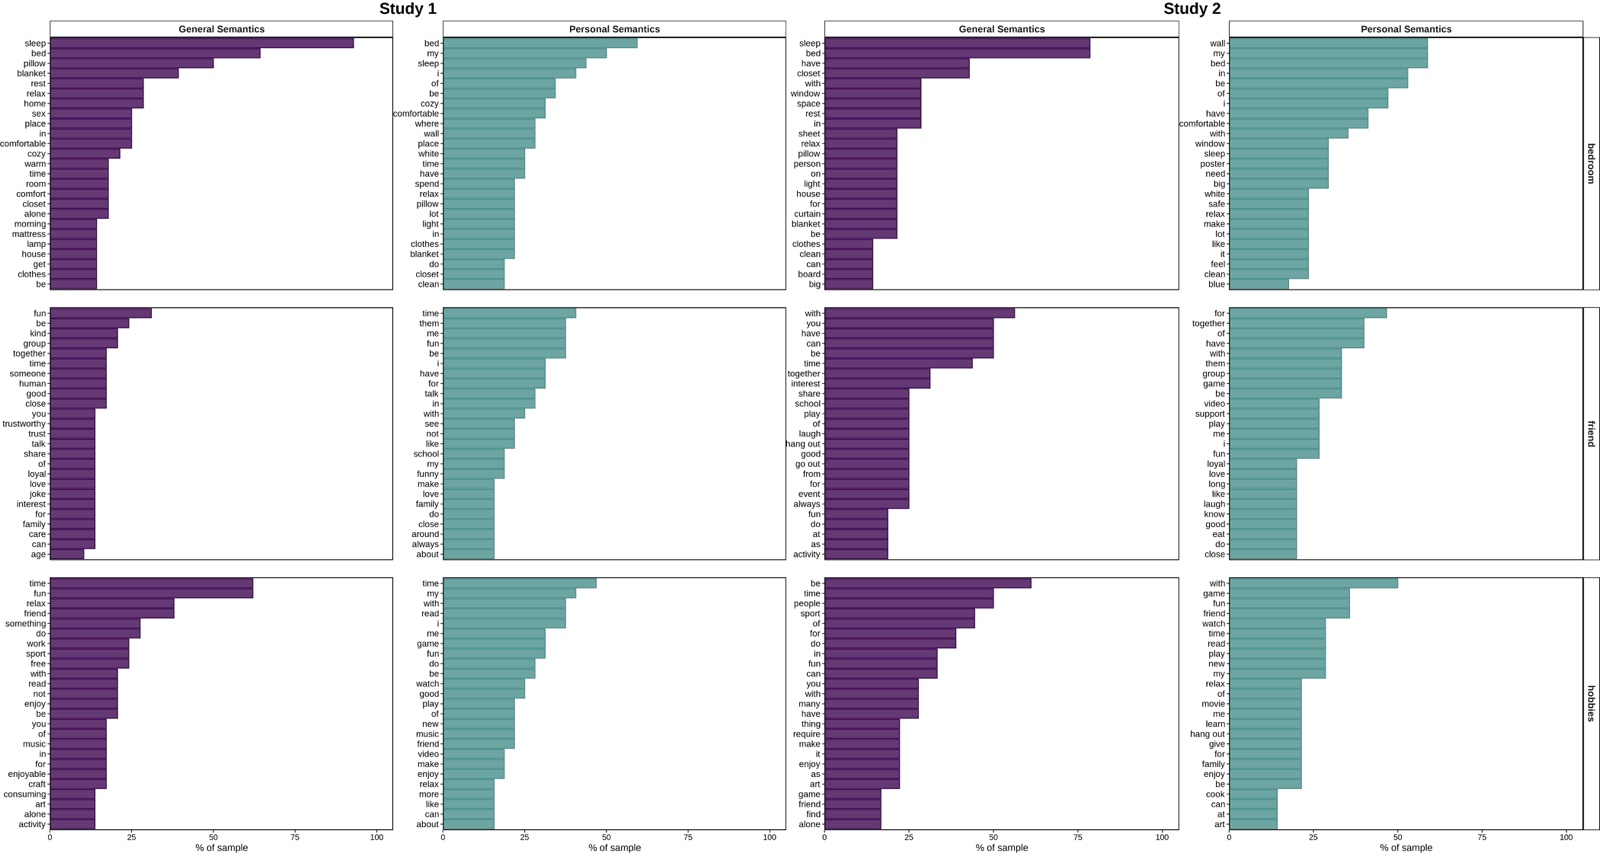 Study 1
Study 2
General Semantics
Personal Semantics
General Semantics
Personal Semantics
sleep
bed
pillow
blanket
rest
relax
home
sex
place
in
comfortable
cozy
warm
time
room
comfort
closet
alone
morning
mattress
lamp
house
get
clothes
be
bed
my
sleep
i
of
be
cozy
comfortable
where
wall
place
white
time
have
spend
relax
pillow
lot
light
in
clothes
blanket
do
closet
clean
sleep
bed
have
closet
with
window
space
rest
in
sheet
relax
pillow
person
on
light
house
for
curtain
blanket
be
clothes
clean
can
board
big
wall
my
bed
in
be
of
i
have
comfortable
with
window
sleep
poster
need
big
white
safe
relax
make
lot
like
it
feel
clean
blue
bedroom
fun
be
kind
group
together
time
someone
human
good
close
you
trustworthy
trust
talk
share
of
loyal
love
joke
interest
for
family
care
can
age
time
them
me
fun
be
i
have
for
talk
in
with
see
not
like
school
my
funny
make
love
family
do
close
around
always
about
with
you
have
can
be
time
together
interest
share
school
play
of
laugh
hang out
good
go out
from
for
event
always
fun
do
at
as
activity
for
together
of
have
with
them
group
game
be
video
support
play
me
i
fun
loyal
love
long
like
laugh
know
good
eat
do
close
friend
time
fun
relax
friend
something
do
work
sport
free
with
read
not
enjoy
be
you
of
music
in
for
enjoyable
craft
consuming
art
alone
activity
time
my
with
read
i
me
game
fun
do
be
watch
good
play
of
new
music
friend
video
make
enjoy
relax
more
like
can
about
be
time
people
sport
of
for
do
in
fun
can
you
with
many
have
thing
require
make
it
enjoy
as
art
game
friend
find
alone
with
game
fun
friend
watch
time
read
play
new
my
relax
of
movie
me
learn
hang out
give
for
family
enjoy
be
cook
can
at
art
hobbies
0 25 50 75 100
0 25 50 75 100
0 25 50 75 100
0 25 50 75 100
% of sample
% of sample
% of sample
% of sample